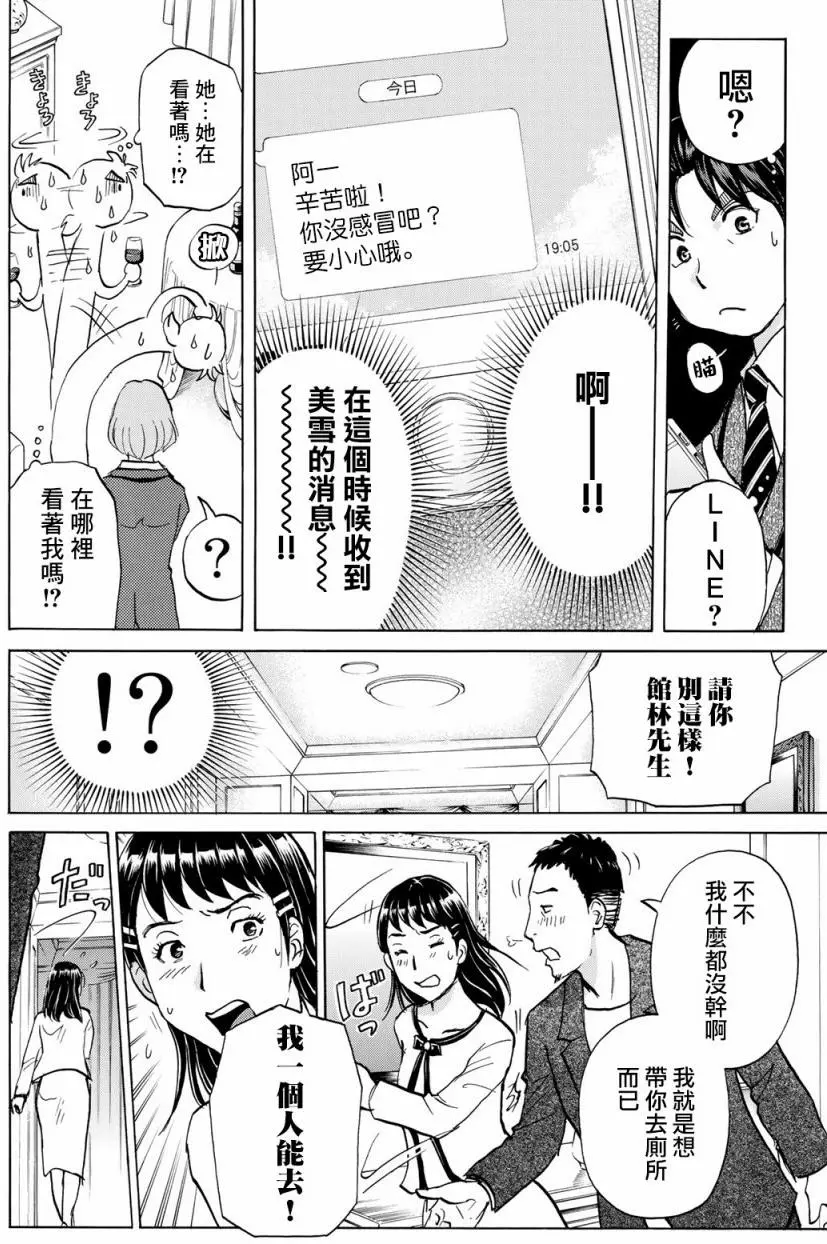 嗯?
瞄
LINE?
今日
阿一
辛苦啦！
你沒感冒吧？
要小心哦。
19:05
啊——!!
在這個時候收到
美雪的消息~~~~!!
きょろ
きょろ
她…她在
看著嗎…!?
掀
?
在哪裡
看著我嗎!?
請你
別這樣！
館林先生
!?
不不
我什麼都沒幹啊
我就是想
帶你去廁所
而已
ばっ
我一個人能去！
だっ